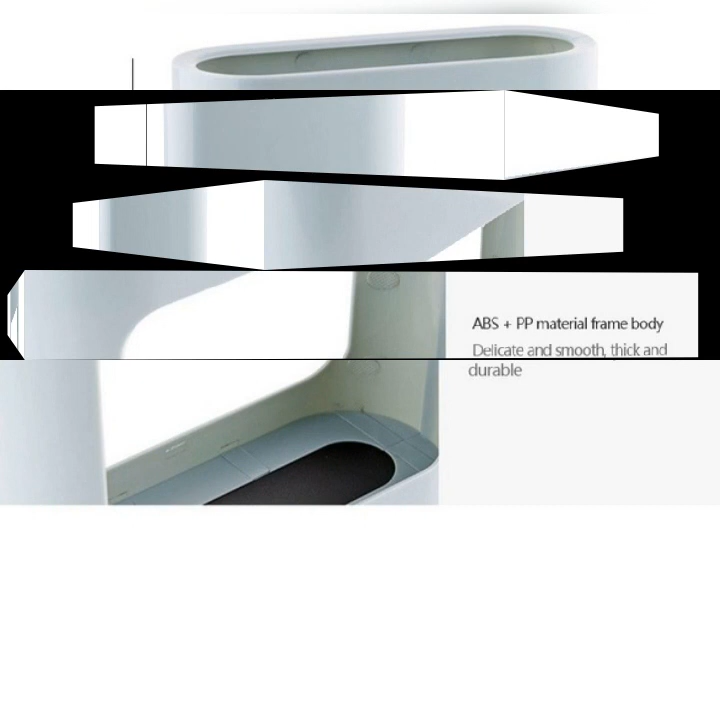 ABS + PP material frame body
Delicate and smooth, thick and
durable